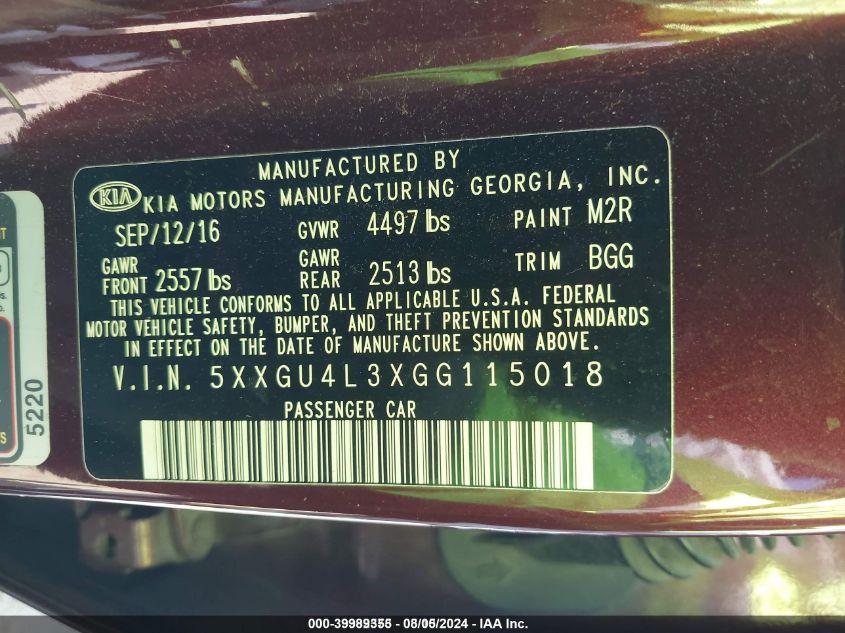 MANUFACTURED BY
KIA KIA MOTORS MANUFACTURING GEORGIA, INC.
SEP/12/16 GVWR 4497 lbs PAINT M2R
GAWR FRONT 2557 lbs GAWR REAR 2513 lbs TRIM BGG
THIS VEHICLE CONFORMS TO ALL APPLICABLE U.S.A. FEDERAL
MOTOR VEHICLE SAFETY, BUMPER, AND THEFT PREVENTION STANDARDS
IN EFFECT ON THE DATE OF MANUFACTURE SHOWN ABOVE.
V.I.N. 5XXGU4L3XGG115018
PASSENGER CAR
5220
000-39989356 - 08/06/2024 - IAA Inc.